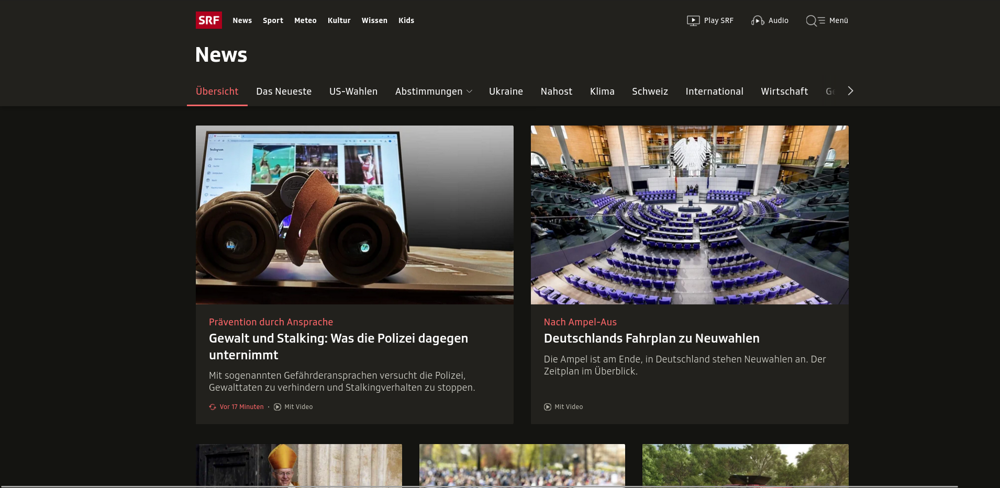 SRF News Sport Meteo Kultur Wissen Kids Play SRF Audio Menü
News
Übersicht Das Neueste US-Wahlen Abstimmungen Ukraine Nahost Klima Schweiz International Wirtschaft
Instagram
Prävention durch Ansprache
Gewalt und Stalking: Was die Polizei dagegen
unternimmt
Mit sogenannten Gefährderansprachen versucht die Polizei,
Gewalttaten zu verhindern und Stalkingverhalten zu stoppen.
Vor 17 Minuten · Mit Video
Nach Ampel-Aus
Deutschlands Fahrplan zu Neuwahlen
Die Ampel ist am Ende, in Deutschland stehen Neuwahlen an. Der
Zeitplan im Überblick.
Mit Video